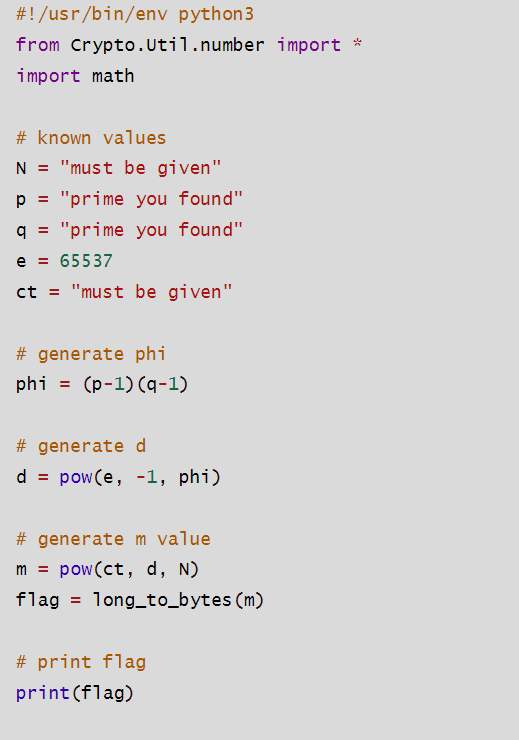 #!/usr/bin/env python3
from Crypto.Util.number import *
import math
# known values
N = "must be given"
p = "prime you found"
q = "prime you found"
e = 65537
ct = "must be given"
# generate phi
phi = (p-1)(q-1)
# generate d
d = pow(e, -1, phi)
# generate m value
m = pow(ct, d, N)
flag = long_to_bytes(m)
# print flag
print(flag)